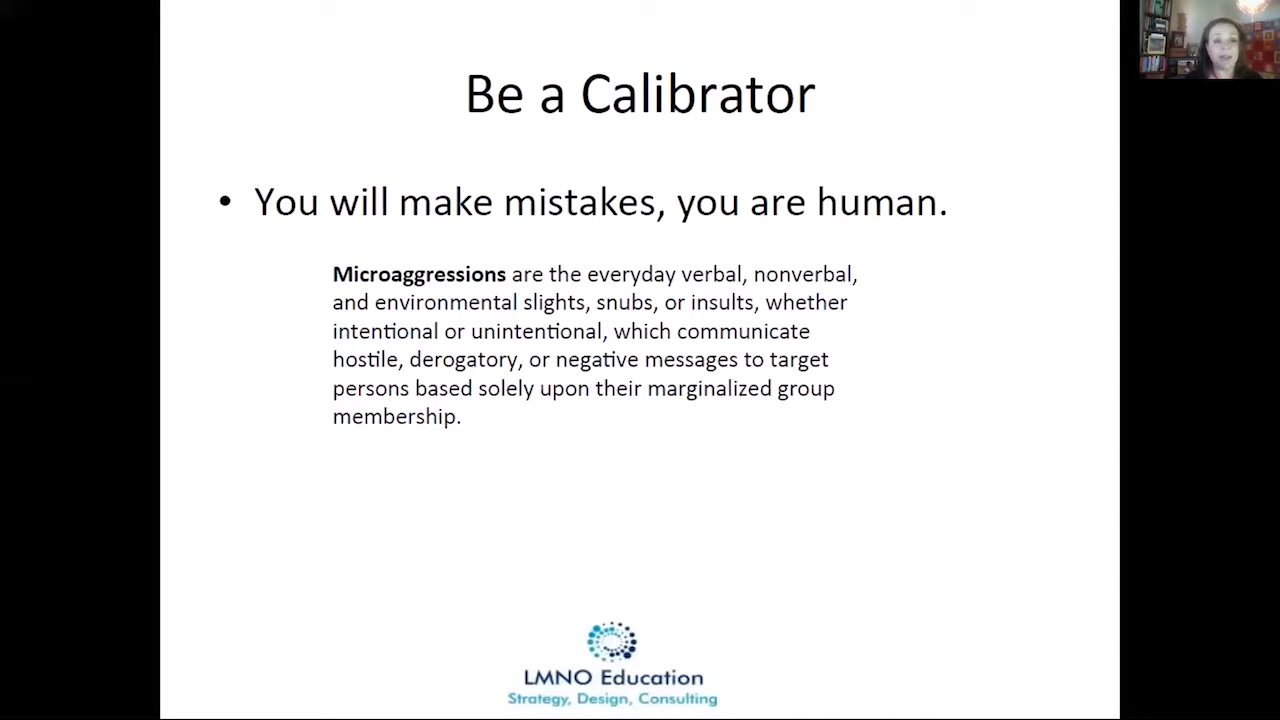 Be a Calibrator
• You will make mistakes, you are human.
Microaggressions are the everyday verbal, nonverbal,
and environmental slights, snubs, or insults, whether
intentional or unintentional, which communicate
hostile, derogatory, or negative messages to target
persons based solely upon their marginalized group
membership.
LMNO Education
Strategy, Design, Consulting